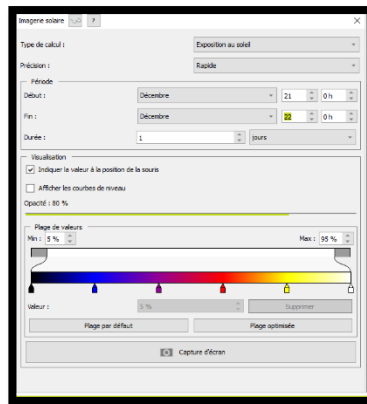 Imagerie solaire ?
Type de calcul : Exposition au soleil
Précision : Rapide
Période
Début : Décembre 21 0 h
Fin : Décembre 22 0 h
Durée : 1 jours
Visualisation
Indiquer la valeur à la position de la souris
Afficher les courbes de niveau
Opacité : 80 %
Plage de valeurs
Min : 5 % Max : 95 %
Valeur : 5 % Supprimer
Plage par défaut Plage optimisée
Capture d'écran